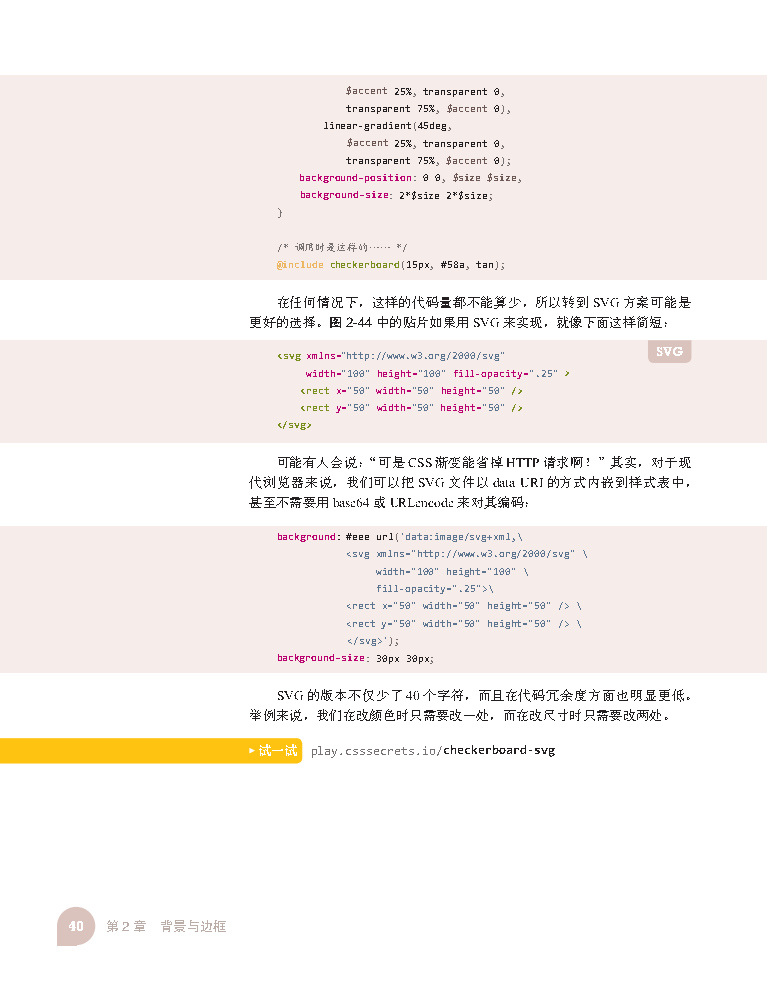 $accent 25%, transparent 0,
transparent 75%, $accent 0),
linear-gradient(45deg,
$accent 25%, transparent 0,
transparent 75%, $accent 0);
background-position: 0 0, $size $size,
background-size: 2*$size 2*$size;
}
/* 调用时是这样的…… */
@include checkerboard(15px, #58a, tan);
在任何情况下，这样的代码量都不能算少，所以转到 SVG 方案可能是
更好的选择。图 2-44 中的贴片如果用 SVG 来实现，就像下面这样简短：
SVG
<svg xmlns="http://www.w3.org/2000/svg"
width="100" height="100" fill-opacity=".25" >
<rect x="50" width="50" height="50" />
<rect y="50" width="50" height="50" />
</svg>
可能有人会说：“可是 CSS 渐变能省掉 HTTP 请求啊！”其实，对于现
代浏览器来说，我们可以把 SVG 文件以 data URI 的方式内嵌到样式表中，
甚至不需要用 base64 或 URLencode 来对其编码：
background: #eee url('data:image/svg+xml,\
<svg xmlns="http://www.w3.org/2000/svg" \
width="100" height="100" \
fill-opacity=".25">\
<rect x="50" width="50" height="50" /> \
<rect y="50" width="50" height="50" /> \
</svg>');
background-size: 30px 30px;
SVG 的版本不仅少了 40 个字符，而且在代码冗余度方面也明显更低。
举例来说，我们在改颜色时只需要改一处，而在改尺寸时只需要改两处。
▸试一试 play.csssecrets.io/checkerboard-svg
40 第 2 章 背景与边框